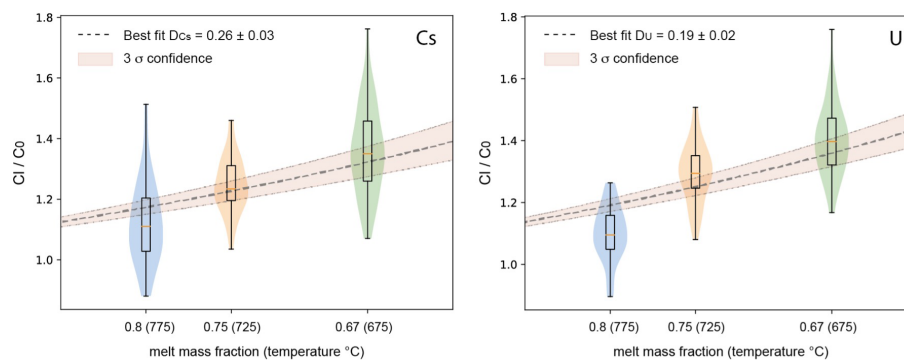 1.8
1.6
1.4
1.2
1.0
Cl / C0
Best fit Dcs = 0.26 ± 0.03
3 σ confidence
Cs
0.8 (775)
0.75 (725)
0.67 (675)
melt mass fraction (temperature °C)
1.8
1.6
1.4
1.2
1.0
Cl / C0
Best fit DU = 0.19 ± 0.02
3 σ confidence
U
0.8 (775)
0.75 (725)
0.67 (675)
melt mass fraction (temperature °C)